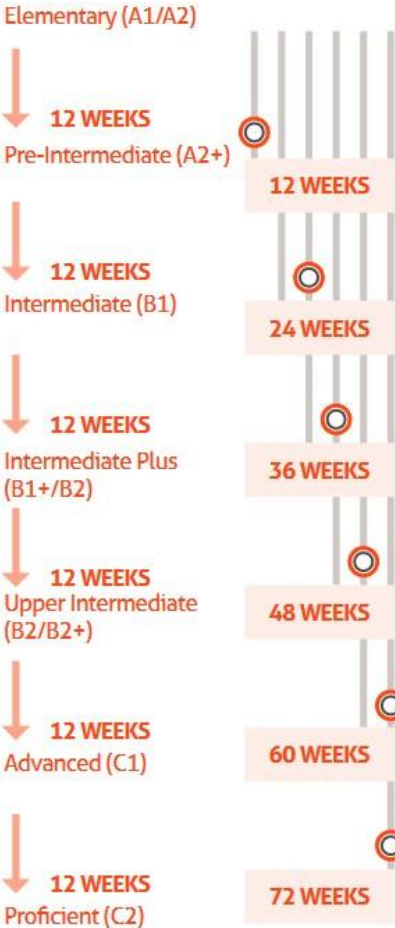 Elementary (A1/A2)
12 WEEKS
Pre-Intermediate (A2+)
12 WEEKS
12 WEEKS
Intermediate (B1)
24 WEEKS
12 WEEKS
Intermediate Plus
(B1+/B2)
36 WEEKS
12 WEEKS
Upper Intermediate
(B2/B2+)
48 WEEKS
12 WEEKS
Advanced (C1)
60 WEEKS
12 WEEKS
Proficient (C2)
72 WEEKS